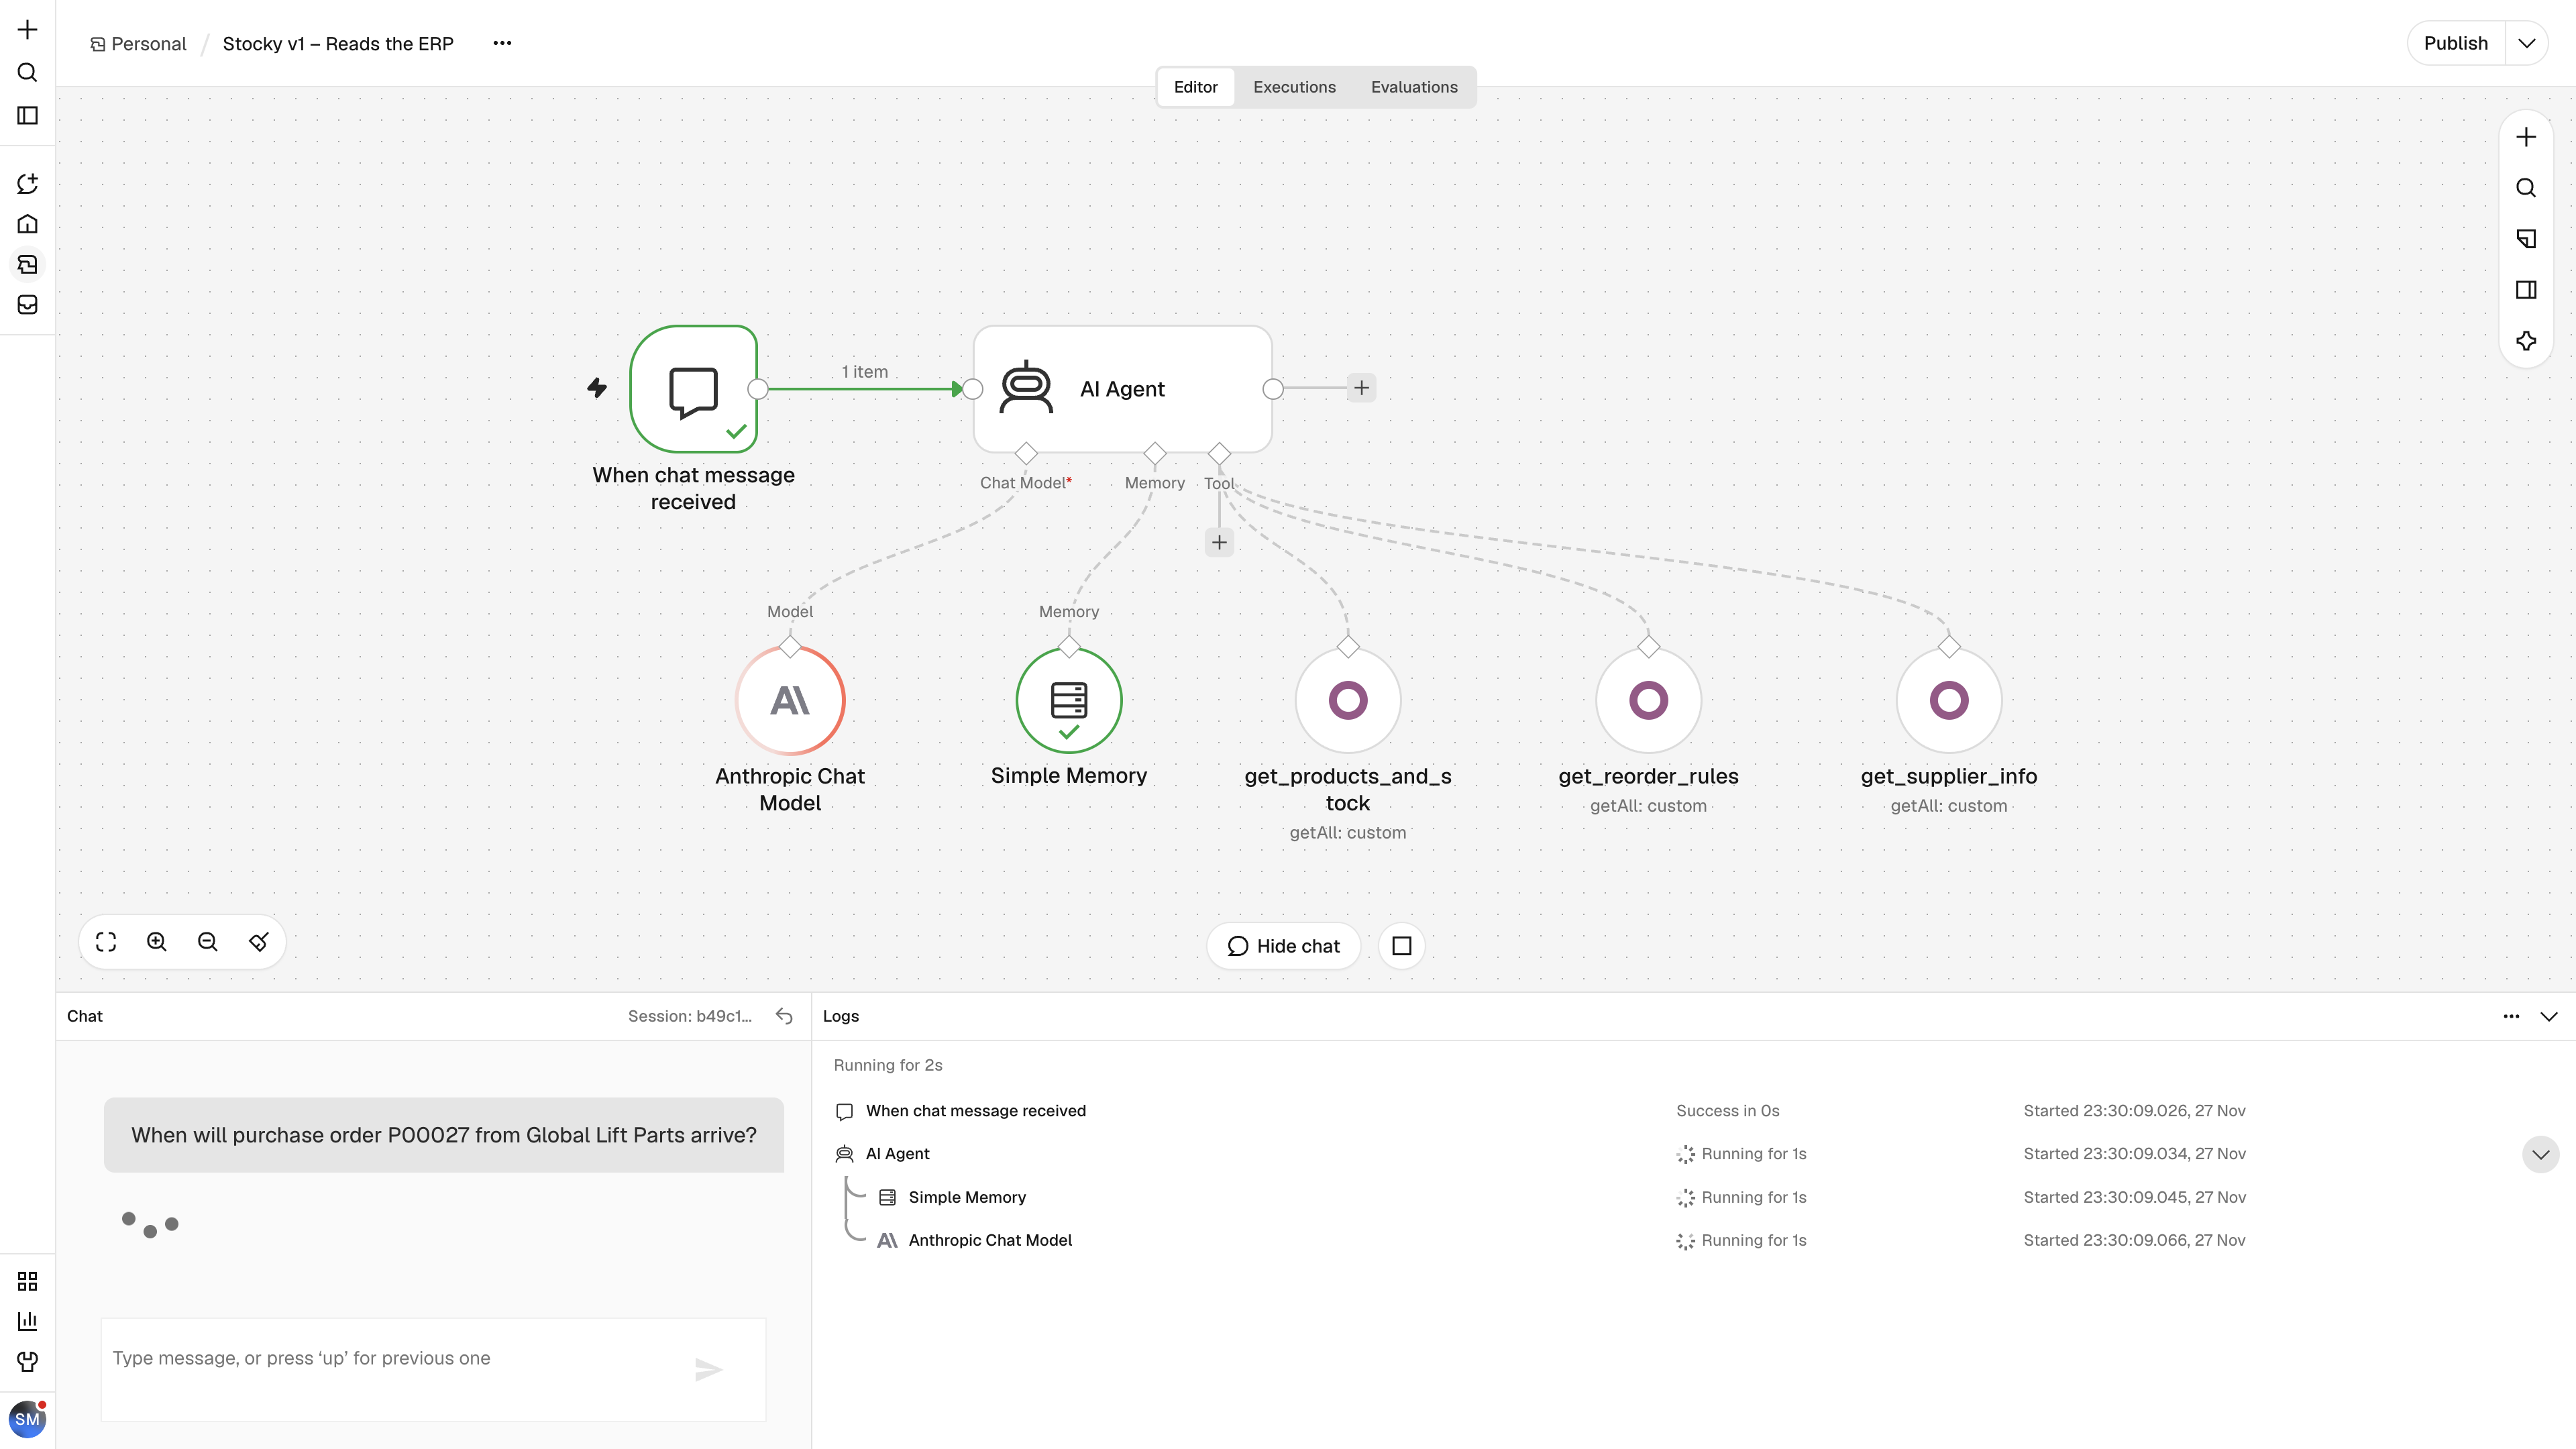 Personal / Stocky v1 – Reads the ERP
Publish
Editor Executions Evaluations
1 item
AI Agent
When chat message
received
Chat Model* Memory Tool
Model Memory
Anthropic Chat
Model
Simple Memory
get_products_and_s
tock
getAll: custom
get_reorder_rules
getAll: custom
get_supplier_info
getAll: custom
Hide chat
Chat Session: b49c1...
Logs
Running for 2s
When will purchase order P00027 from Global Lift Parts arrive?
When chat message received Success in 0s Started 23:30:09.026, 27 Nov
AI Agent Running for 1s Started 23:30:09.034, 27 Nov
Simple Memory Running for 1s Started 23:30:09.045, 27 Nov
Anthropic Chat Model Running for 1s Started 23:30:09.066, 27 Nov
Type message, or press ‘up’ for previous one
SM